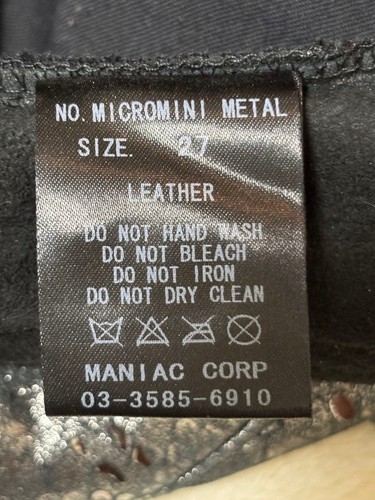 NO. MICROMINI METAL
SIZE. 27
LEATHER
DO NOT HAND WASH
DO NOT BLEACH
DO NOT IRON
DO NOT DRY CLEAN
MANIAC CORP
03-3585-6910